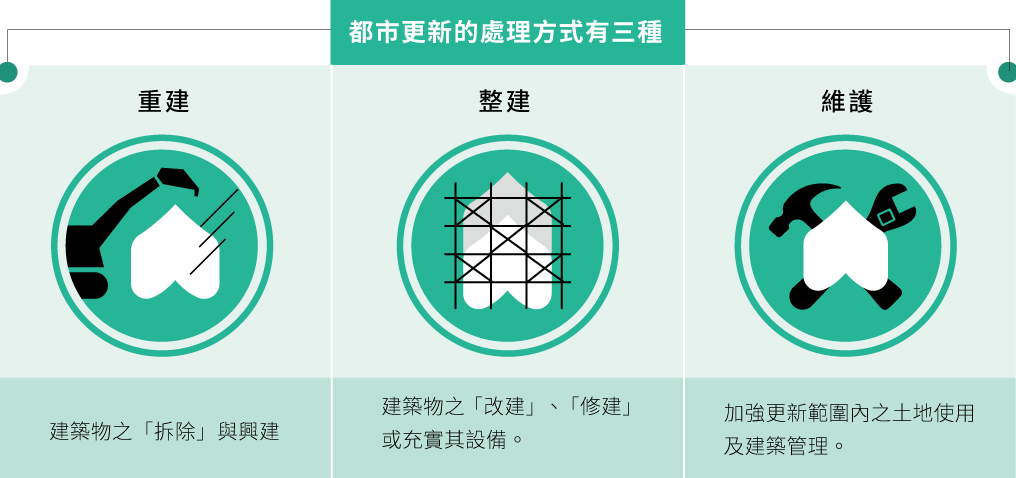 都市更新的處理方式有三種
重建
整建
維護
建築物之「拆除」與興建
建築物之「改建」、「修建」
或充實其設備。
加強更新範圍內之土地使用
及建築管理。